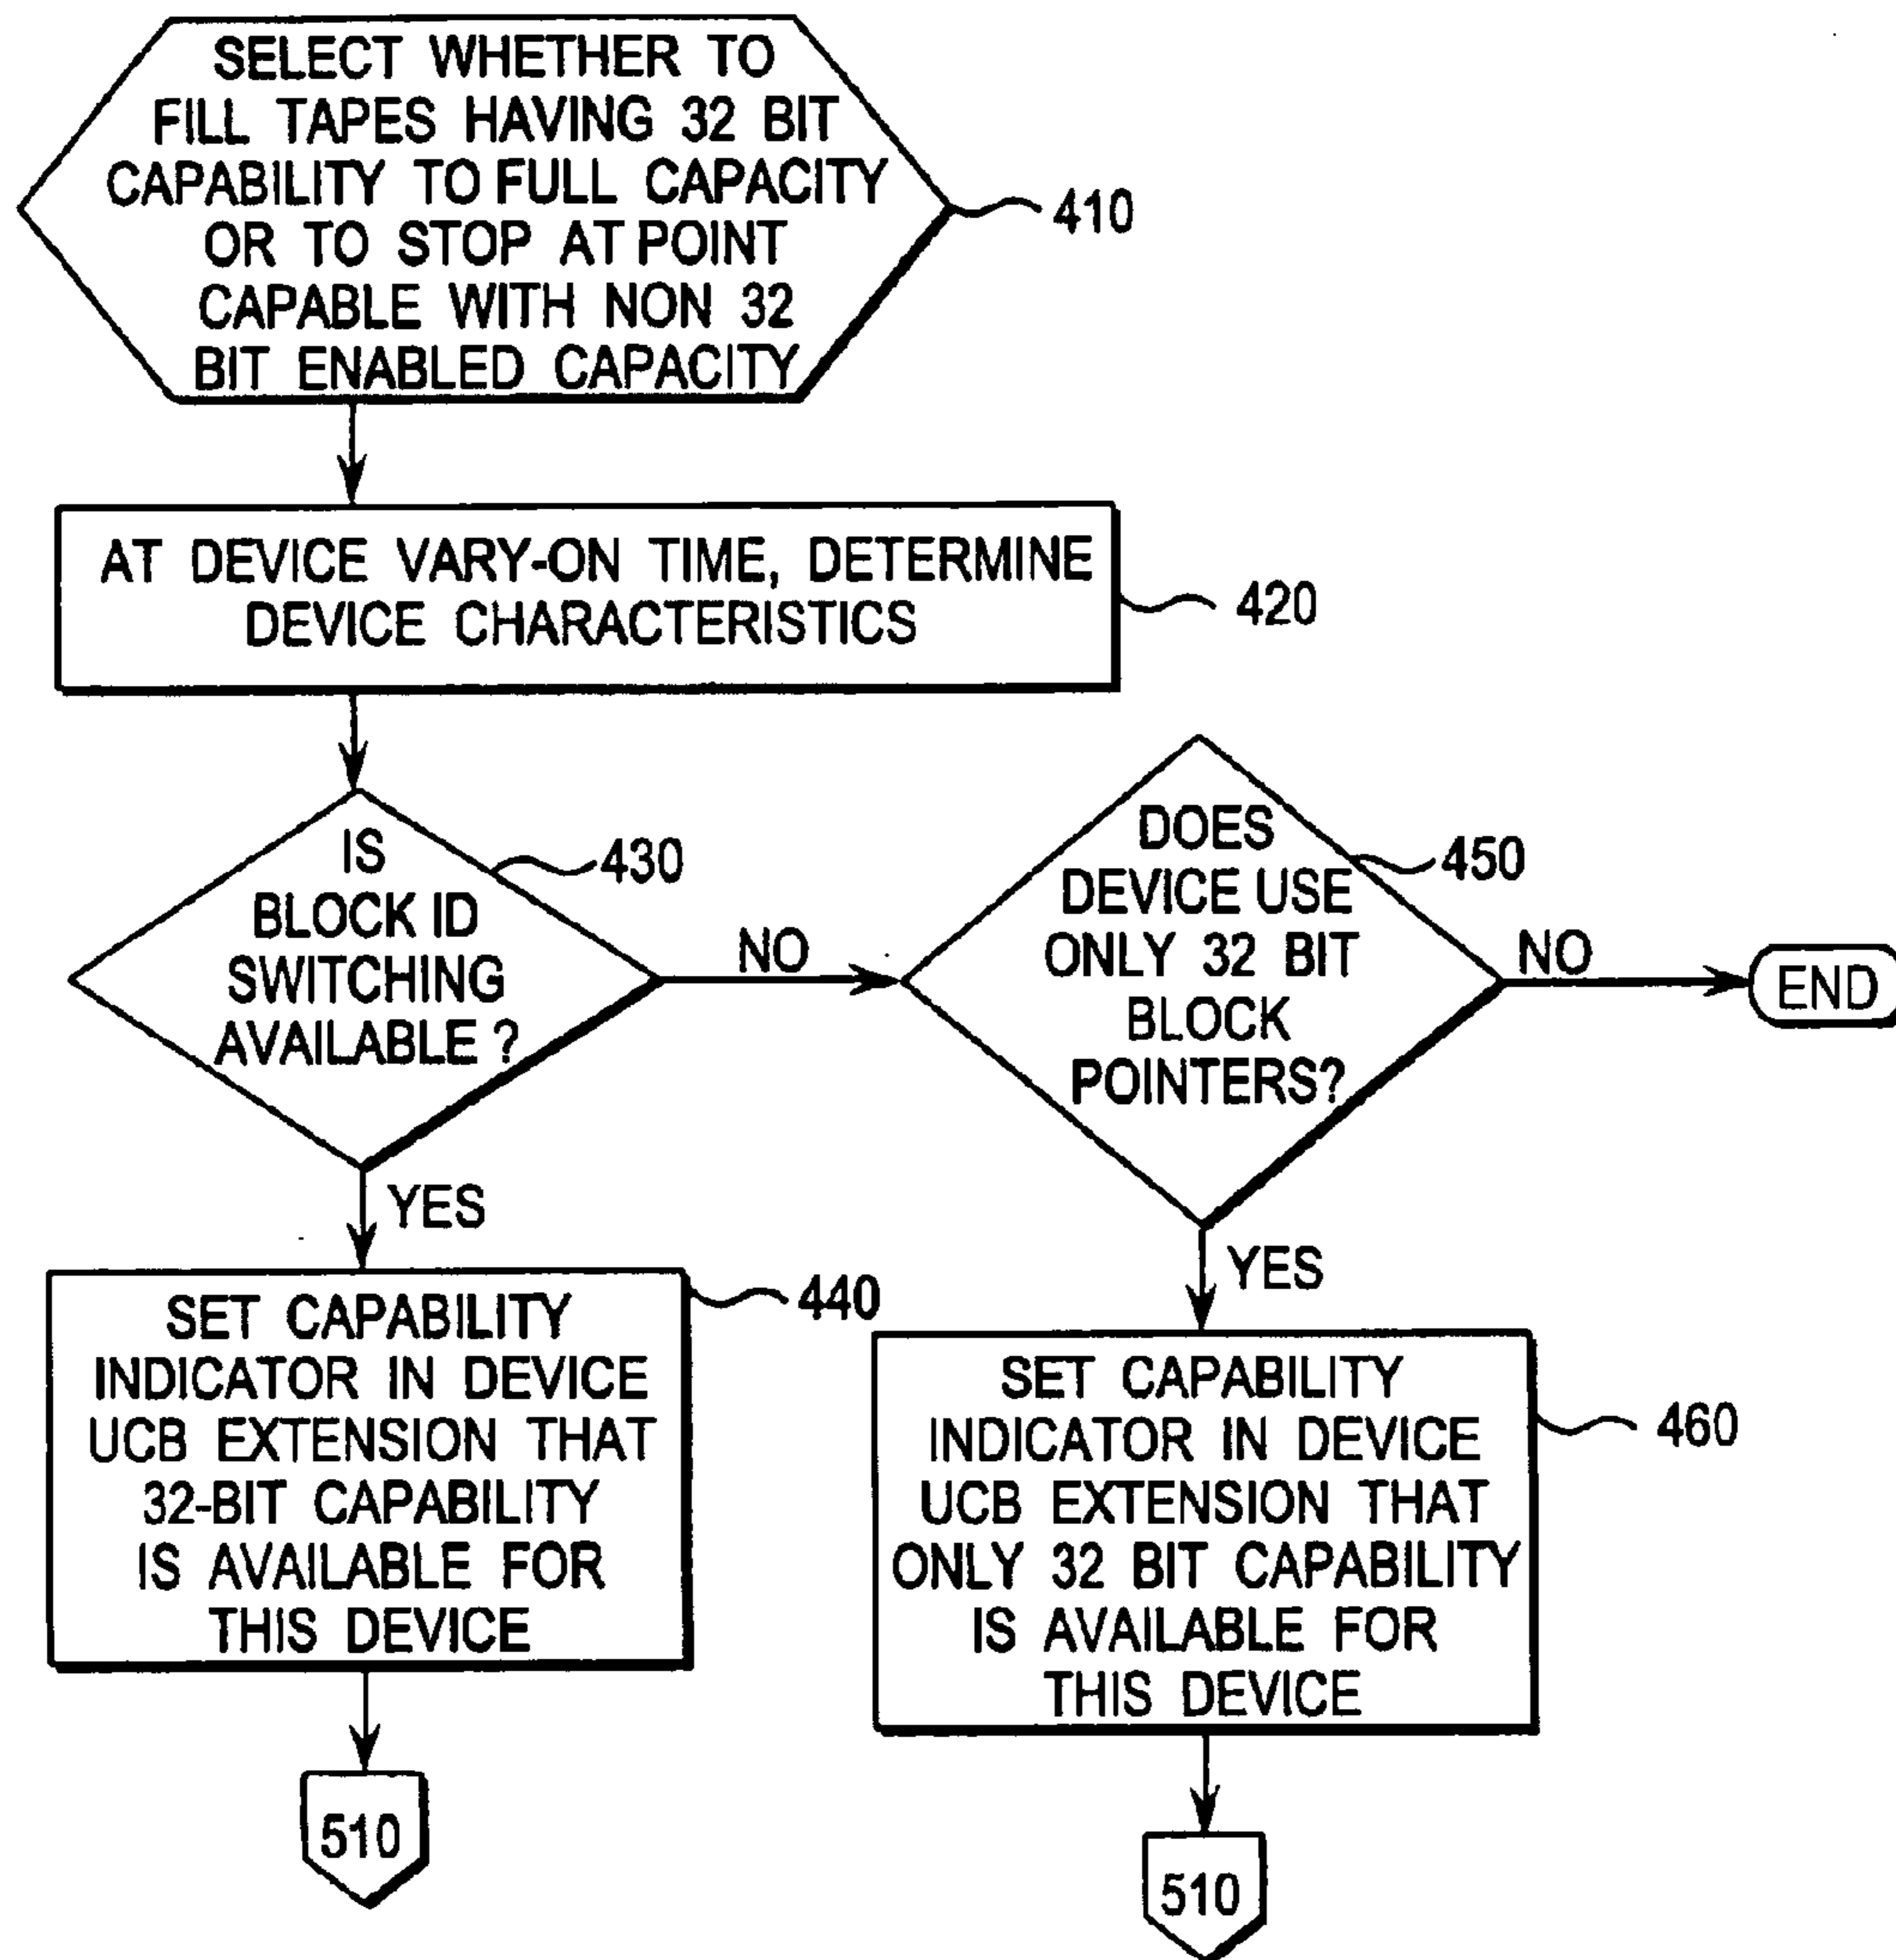 SELECT WHETHER TO
FILL TAPES HAVING 32 BIT
CAPABILITY TO FULL CAPACITY
OR TO STOP AT POINT
CAPABLE WITH NON 32
BIT ENABLED CAPACITY
410
AT DEVICE VARY-ON TIME, DETERMINE
DEVICE CHARACTERISTICS
420
IS
BLOCK ID
SWITCHING
AVAILABLE ?
430
NO
YES
DOES
DEVICE USE
ONLY 32 BIT
BLOCK
POINTERS?
450
NO
END
YES
SET CAPABILITY
INDICATOR IN DEVICE
UCB EXTENSION THAT
32-BIT CAPABILITY
IS AVAILABLE FOR
THIS DEVICE
440
SET CAPABILITY
INDICATOR IN DEVICE
UCB EXTENSION THAT
ONLY 32 BIT CAPABILITY
IS AVAILABLE FOR
THIS DEVICE
460
510
510